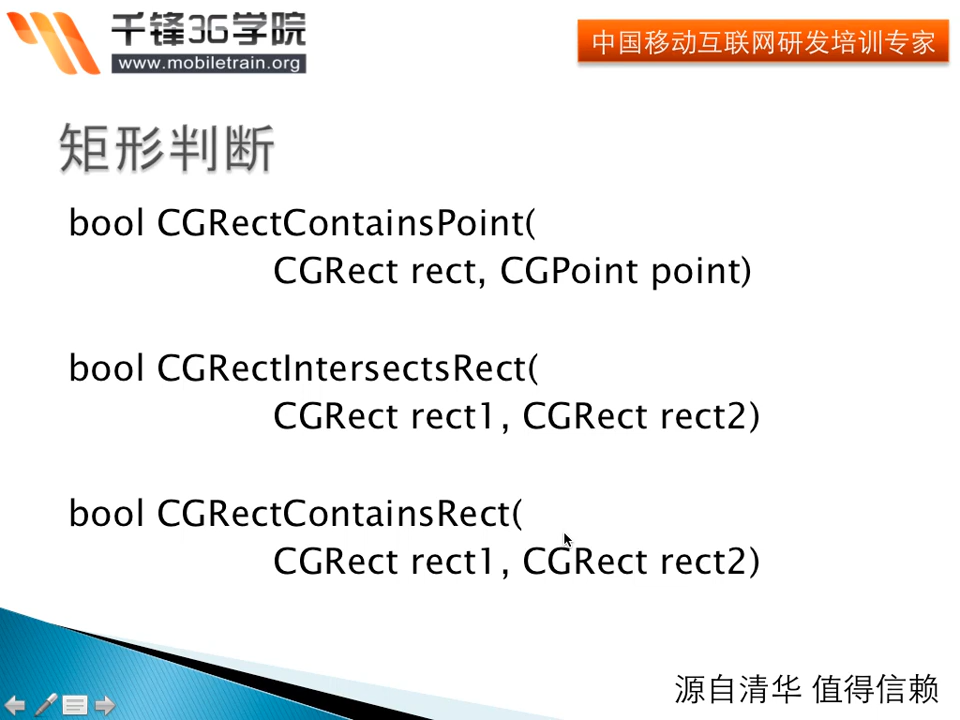 千锋3G学院
www.mobiletrain.org
中国移动互联网研发培训专家
矩形判断
bool CGRectContainsPoint(
CGRect rect, CGPoint point)
bool CGRectIntersectsRect(
CGRect rect1, CGRect rect2)
bool CGRectContainsRect(
CGRect rect1, CGRect rect2)
源自清华 值得信赖